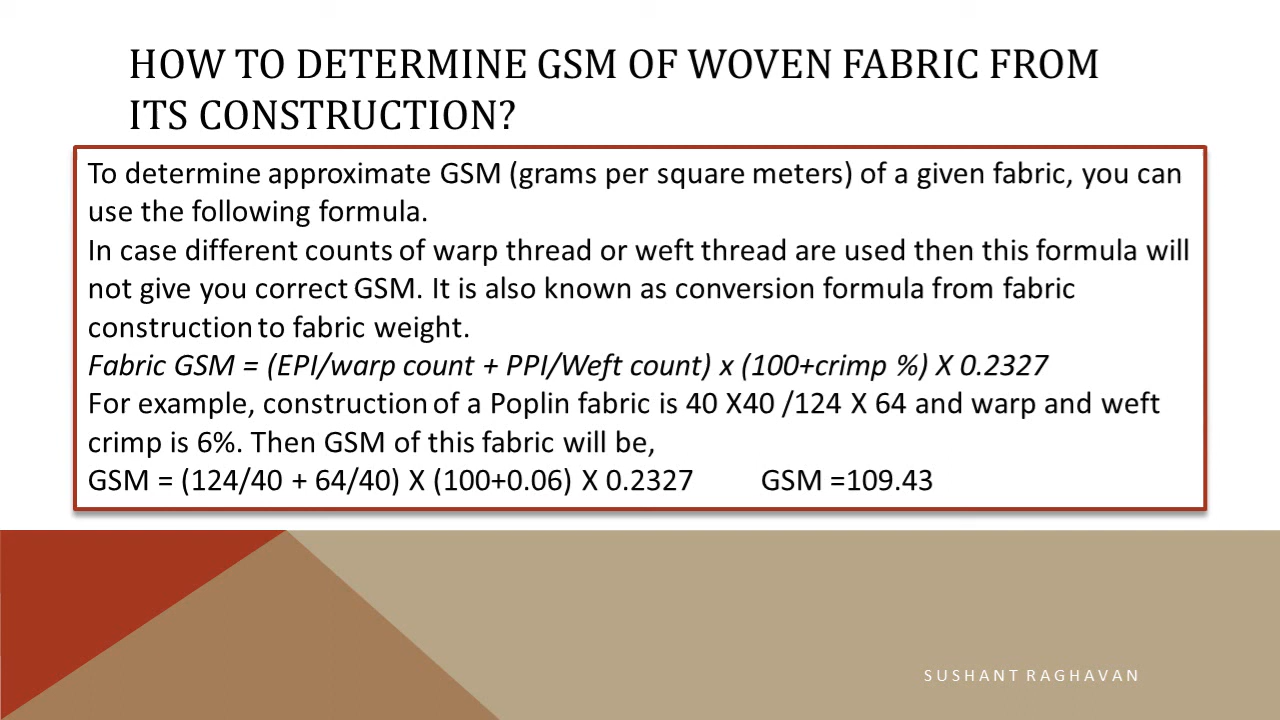 HOW TO DETERMINE GSM OF WOVEN FABRIC FROM
ITS CONSTRUCTION?
To determine approximate GSM (grams per square meters) of a given fabric, you can
use the following formula.
In case different counts of warp thread or weft thread are used then this formula will
not give you correct GSM. It is also known as conversion formula from fabric
construction to fabric weight.
Fabric GSM = (EPI/warp count + PPI/Weft count) x (100+crimp %) X 0.2327
For example, construction of a Poplin fabric is 40 X40 /124 X 64 and warp and weft
crimp is 6%. Then GSM of this fabric will be,
GSM = (124/40 + 64/40) X (100+0.06) X 0.2327 GSM =109.43
SUSHANT RAGHAVAN